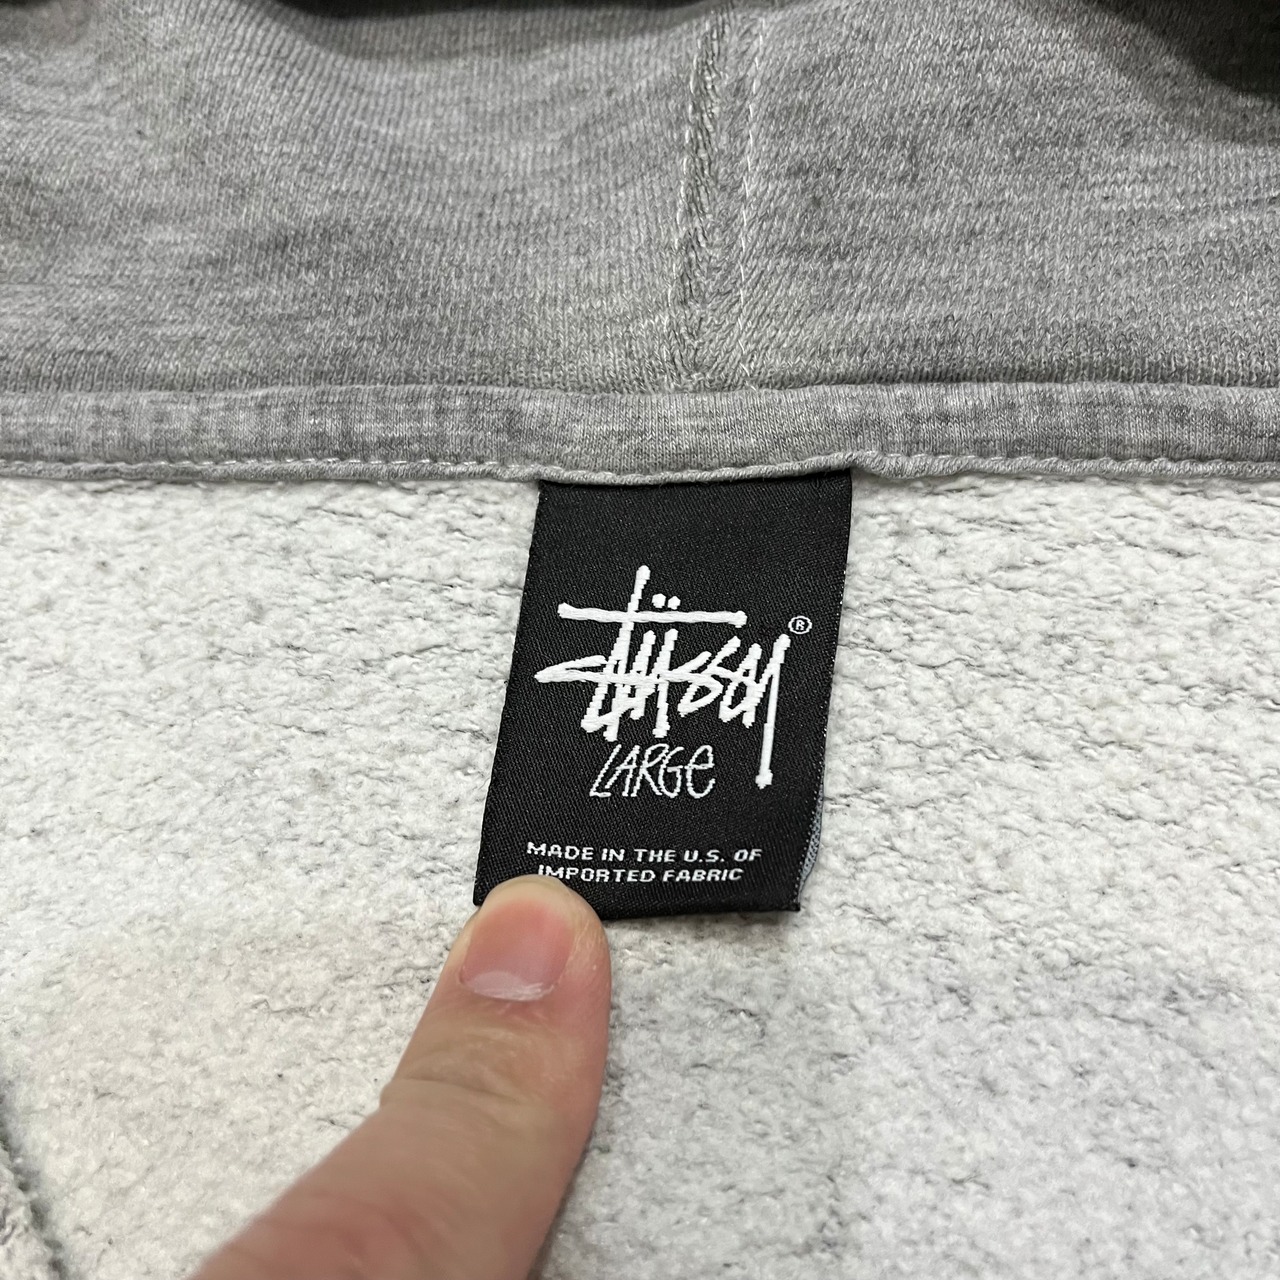 Stüssy ®
LARGe
MADE IN THE U.S. OF
IMPORTED FABRIC